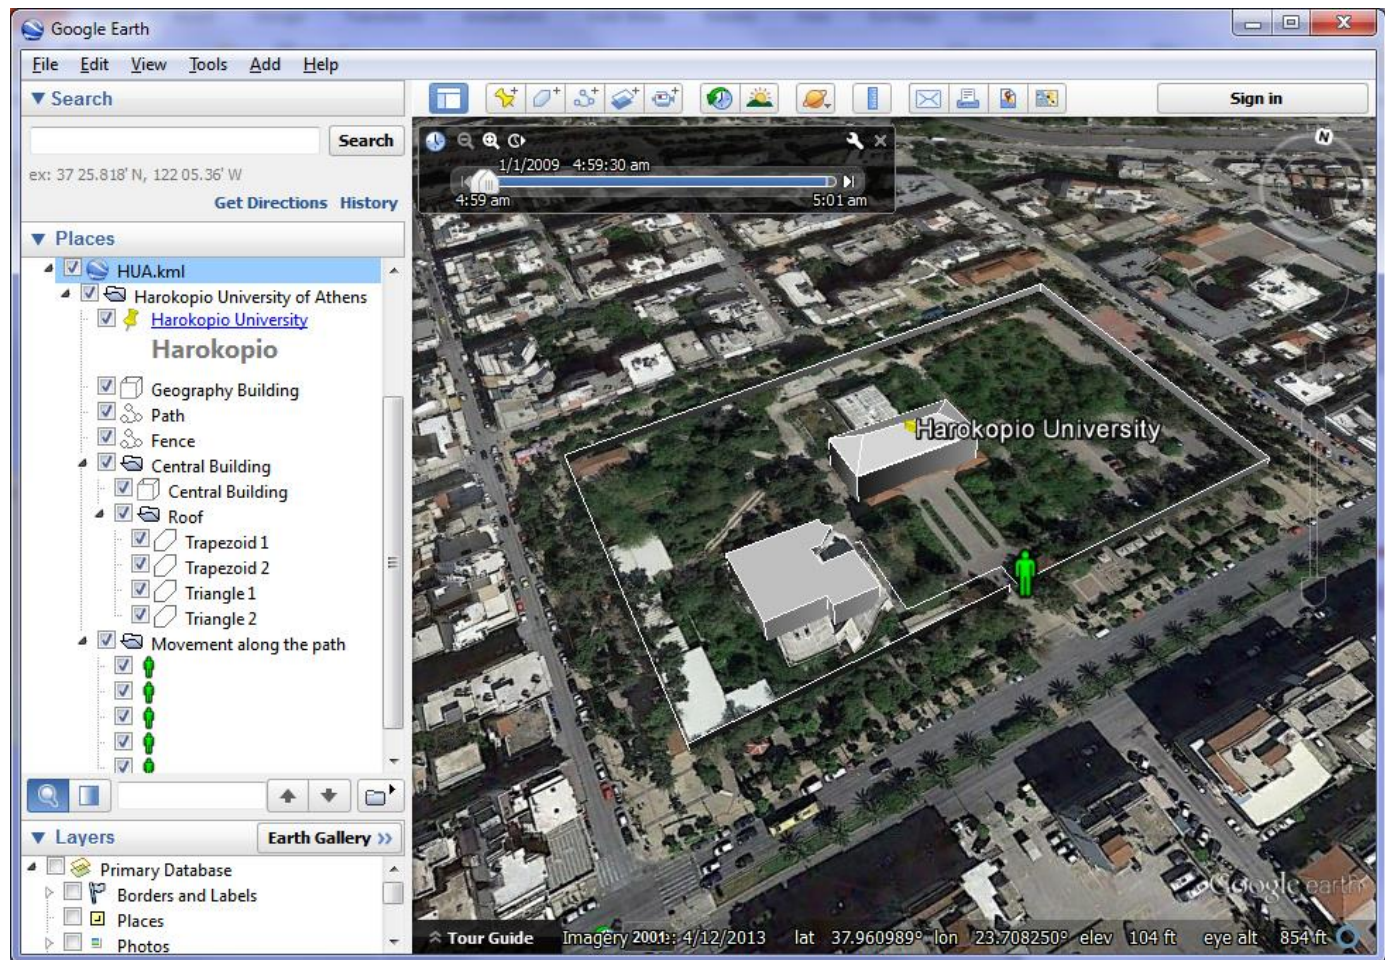 Google Earth
File Edit View Tools Add Help
Search
Sign in
Search
ex: 37 25.818' N, 122 05.36' W
Get Directions History
1/1/2009 4:59:30 am
4:59 am 5:01 am
N
Places
HUA.kml
Harokopio University of Athens
Harokopio University
Harokopio
Geography Building
Path
Fence
Central Building
Central Building
Roof
Trapezoid 1
Trapezoid 2
Triangle 1
Triangle 2
Movement along the path
Harokopio University
Layers Earth Gallery >>
Primary Database
Borders and Labels
Places
Photos
Google earth
Tour Guide 2001 Imagery Date: 4/12/2013 lat 37.960989° lon 23.708250° elev 104 ft eye alt 854 ft